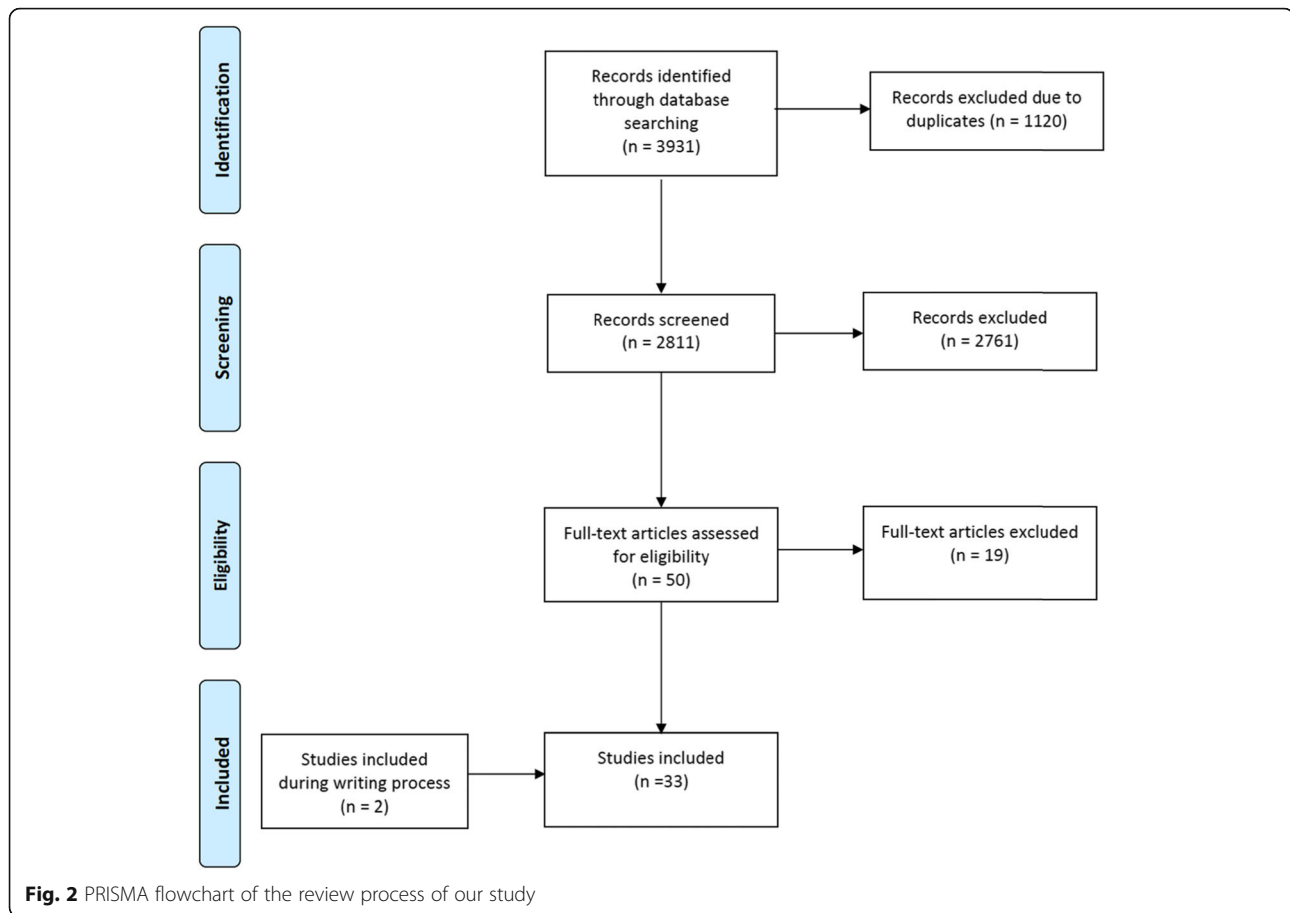 Identification
Records identified
through database
searching
(n = 3931)
Records excluded due to
duplicates (n = 1120)
Screening
Records screened
(n = 2811)
Records excluded
(n = 2761)
Eligibility
Full-text articles assessed
for eligibility
(n = 50)
Full-text articles excluded
(n = 19)
Included
Studies included
during writing process
(n = 2)
Studies included
(n =33)
Fig. 2 PRISMA flowchart of the review process of our study